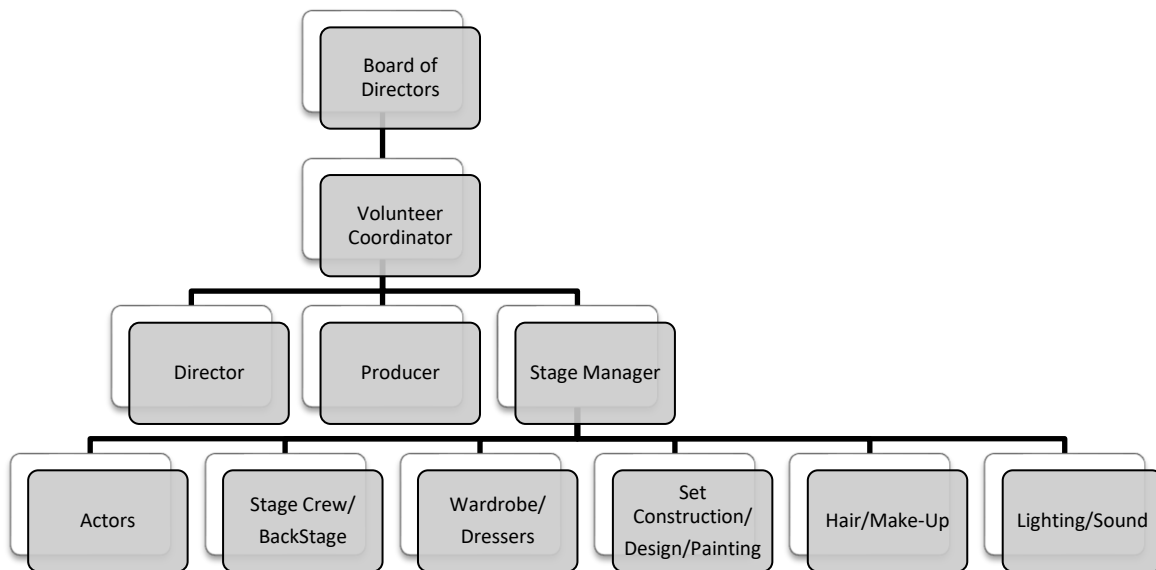 Board of
Directors
Volunteer
Coordinator
Director
Producer
Stage Manager
Actors
Stage Crew/
BackStage
Wardrobe/
Dressers
Set
Construction/
Design/Painting
Hair/Make-Up
Lighting/Sound